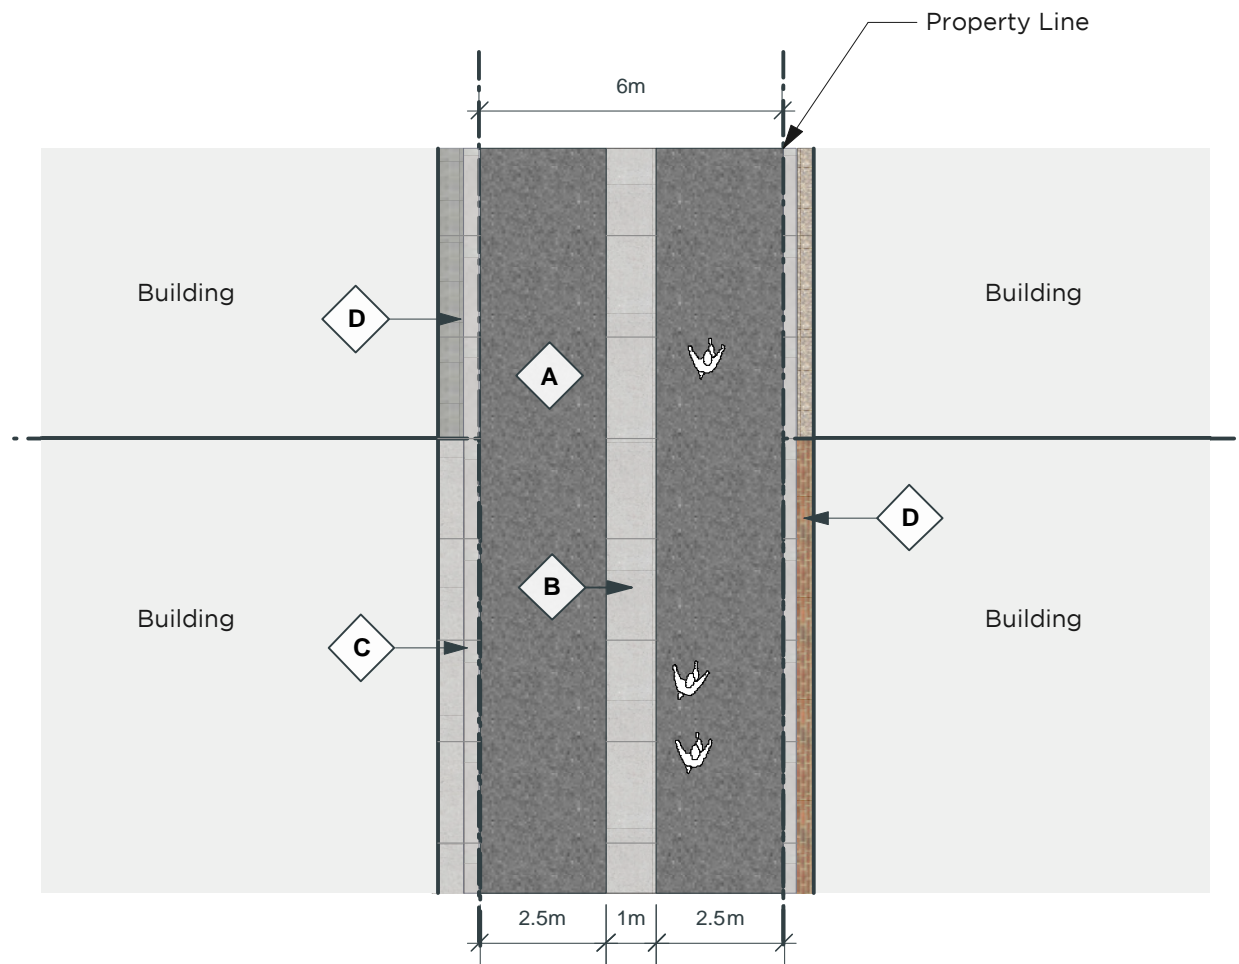 Property Line
6m
Building
Building
D
A
D
B
Building
Building
C
2.5m
1m
2.5m